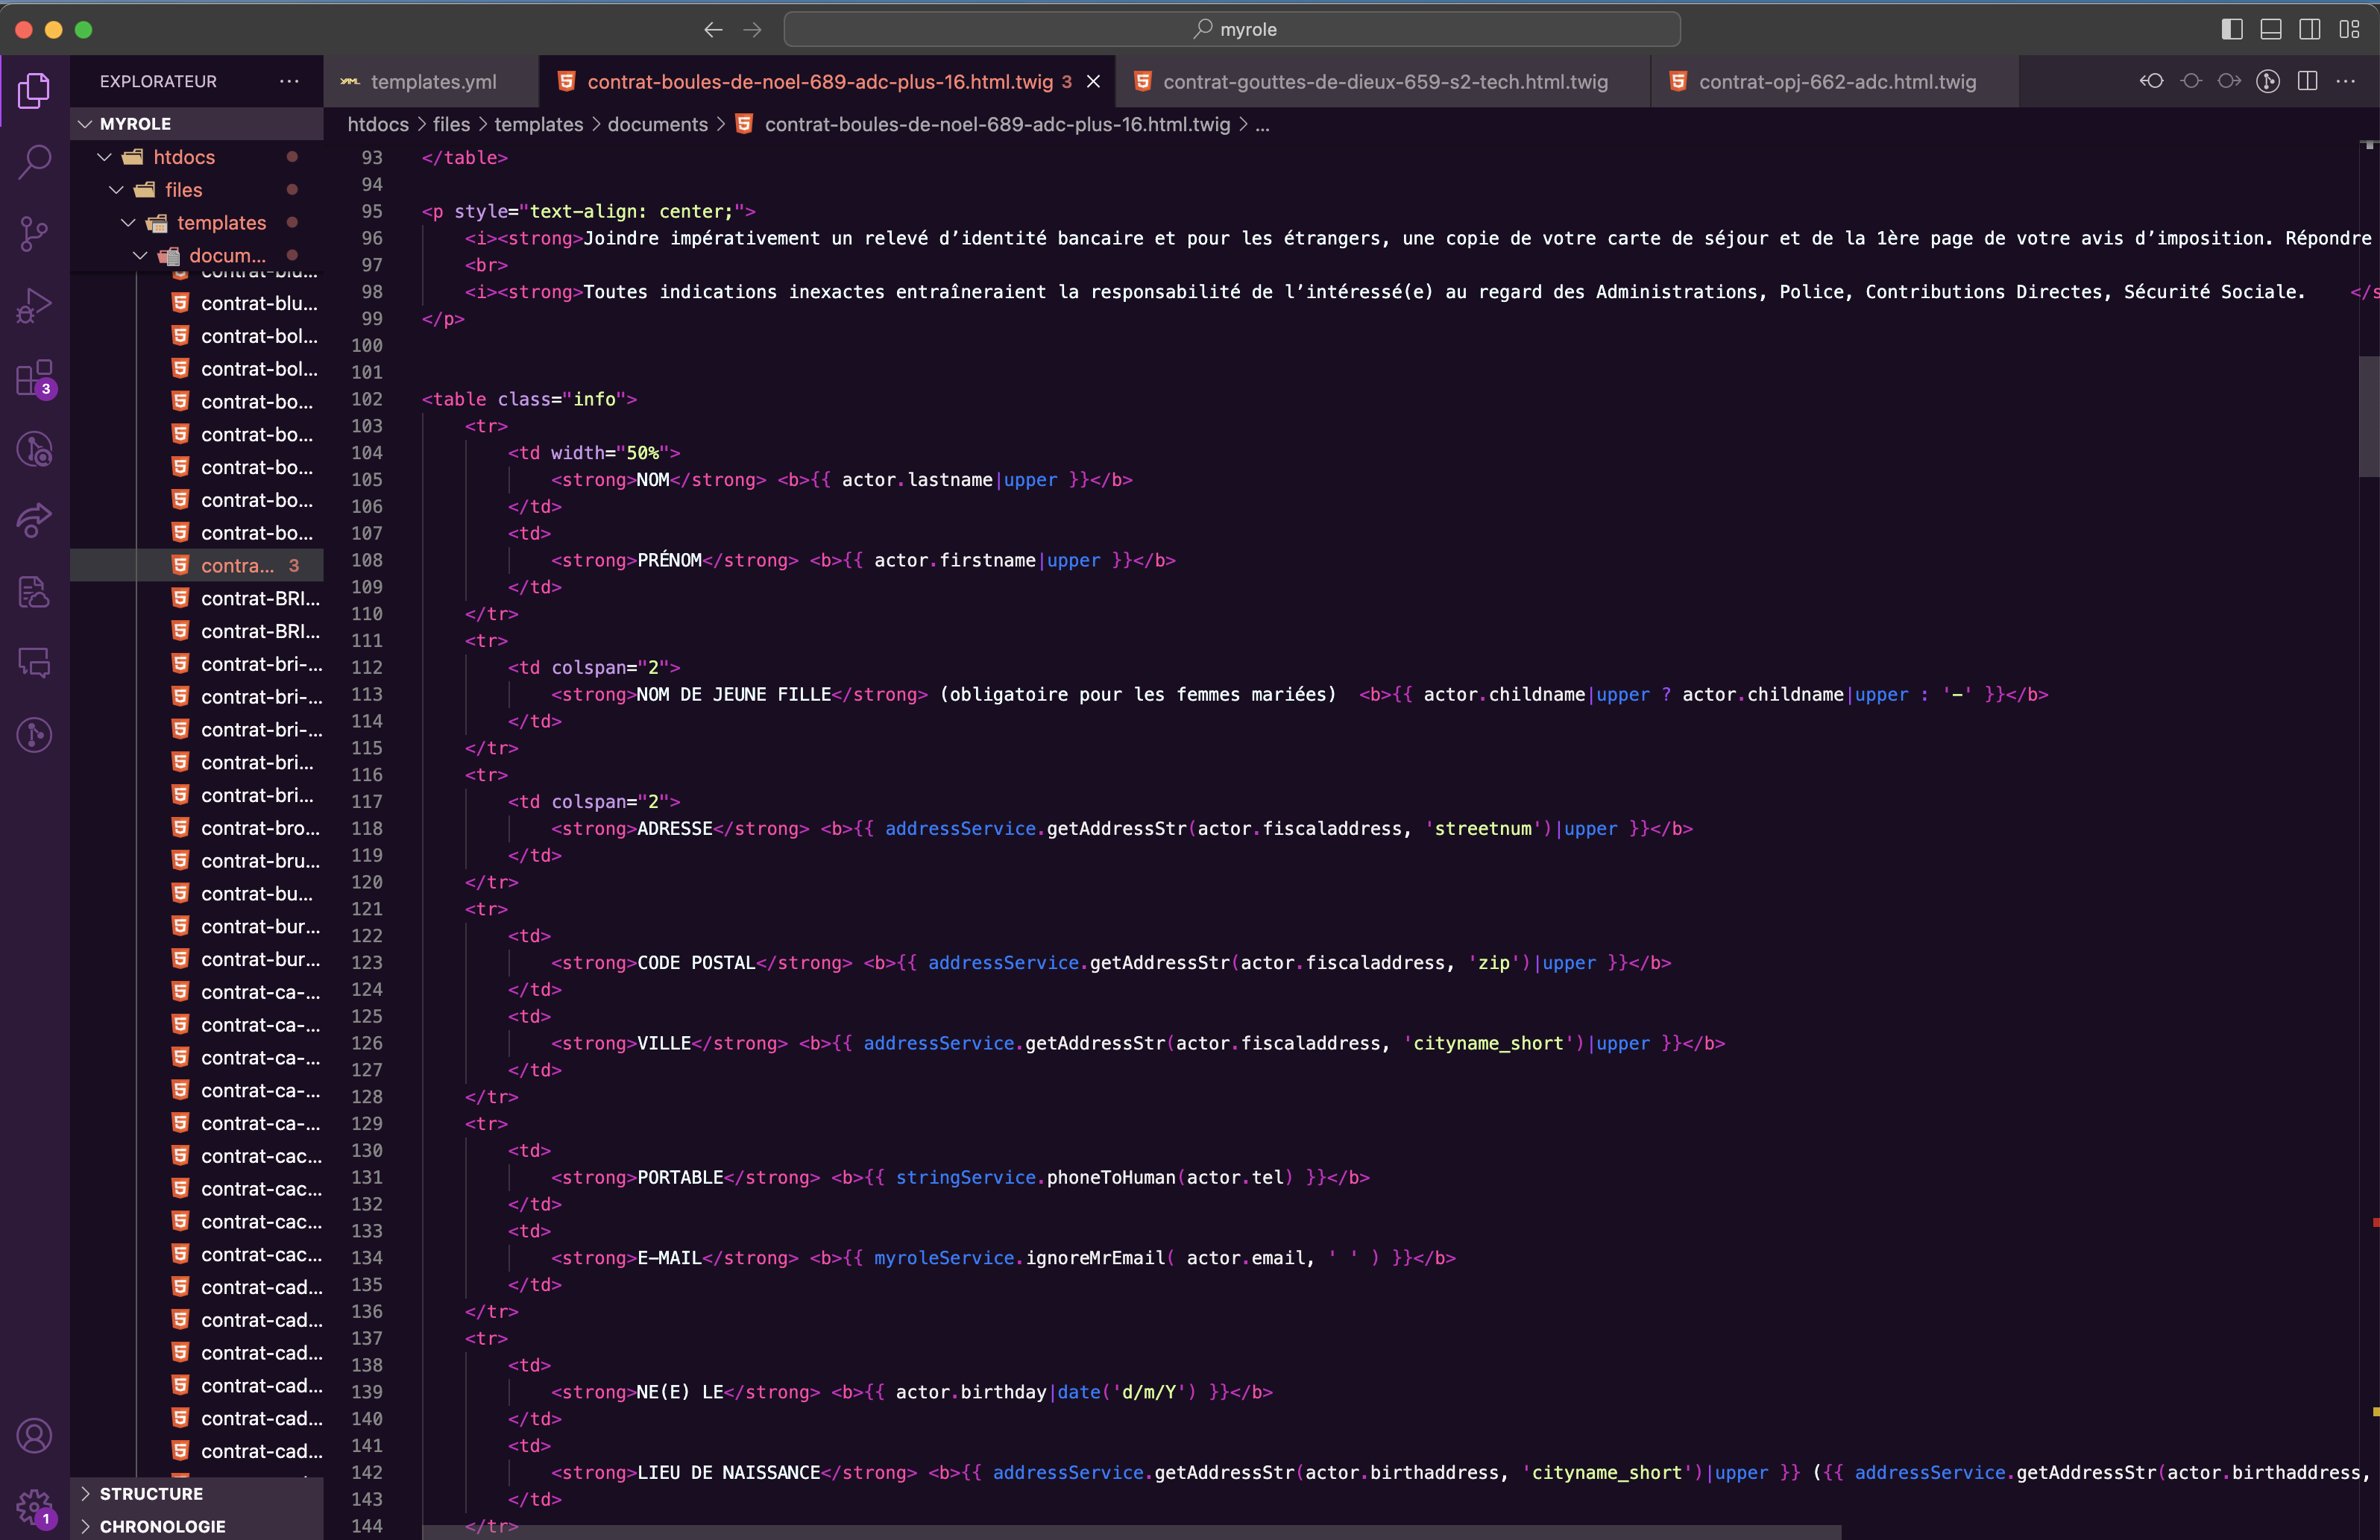 myrole
EXPLORATEUR
templates.yml
contrat-boules-de-noel-689-adc-plus-16.html.twig 3
contrat-gouttes-de-dieux-659-s2-tech.html.twig
contrat-opj-662-adc.html.twig
MYROLE
htdocs > files > templates > documents > contrat-boules-de-noel-689-adc-plus-16.html.twig > ...
htdocs
files
templates
docum...
contrat-blu...
contrat-blu...
contrat-bol...
contrat-bol...
contrat-bo...
contrat-bo...
contrat-bo...
contrat-bo...
contrat-bo...
contra... 3
contrat-BRI...
contrat-BRI...
contrat-bri-...
contrat-bri-...
contrat-bri-...
contrat-bri...
contrat-bri...
contrat-bro...
contrat-bru...
contrat-bu...
contrat-bur...
contrat-bur...
contrat-ca-...
contrat-ca-...
contrat-ca-...
contrat-ca-...
contrat-ca-...
contrat-cac...
contrat-cac...
contrat-cac...
contrat-cac...
contrat-cad...
contrat-cad...
contrat-cad...
contrat-cad...
contrat-cad...
contrat-cad...
STRUCTURE
CHRONOLOGIE
3
1
93 </table>
94
95 <p style="text-align: center;">
96 <i><strong>Joindre impérativement un relevé d’identité bancaire et pour les étrangers, une copie de votre carte de séjour et de la 1ère page de votre avis d’imposition. Répondre
97 <br>
98 <i><strong>Toutes indications inexactes entraîneraient la responsabilité de l’intéressé(e) au regard des Administrations, Police, Contributions Directes, Sécurité Sociale. </s
99 </p>
100
101
102 <table class="info">
103 <tr>
104 <td width="50%">
105 <strong>NOM</strong> <b>{{ actor.lastname|upper }}</b>
106 </td>
107 <td>
108 <strong>PRÉNOM</strong> <b>{{ actor.firstname|upper }}</b>
109 </td>
110 </tr>
111 <tr>
112 <td colspan="2">
113 <strong>NOM DE JEUNE FILLE</strong> (obligatoire pour les femmes mariées) <b>{{ actor.childname|upper ? actor.childname|upper : '-' }}</b>
114 </td>
115 </tr>
116 <tr>
117 <td colspan="2">
118 <strong>ADRESSE</strong> <b>{{ addressService.getAddressStr(actor.fiscaladdress, 'streetnum')|upper }}</b>
119 </td>
120 </tr>
121 <tr>
122 <td>
123 <strong>CODE POSTAL</strong> <b>{{ addressService.getAddressStr(actor.fiscaladdress, 'zip')|upper }}</b>
124 </td>
125 <td>
126 <strong>VILLE</strong> <b>{{ addressService.getAddressStr(actor.fiscaladdress, 'cityname_short')|upper }}</b>
127 </td>
128 </tr>
129 <tr>
130 <td>
131 <strong>PORTABLE</strong> <b>{{ stringService.phoneToHuman(actor.tel) }}</b>
132 </td>
133 <td>
134 <strong>E-MAIL</strong> <b>{{ myroleService.ignoreMrEmail( actor.email, ' ' ) }}</b>
135 </td>
136 </tr>
137 <tr>
138 <td>
139 <strong>NE(E) LE</strong> <b>{{ actor.birthday|date('d/m/Y') }}</b>
140 </td>
141 <td>
142 <strong>LIEU DE NAISSANCE</strong> <b>{{ addressService.getAddressStr(actor.birthaddress, 'cityname_short')|upper }} ({{ addressService.getAddressStr(actor.birthaddress,
143 </td>
144 </tr>